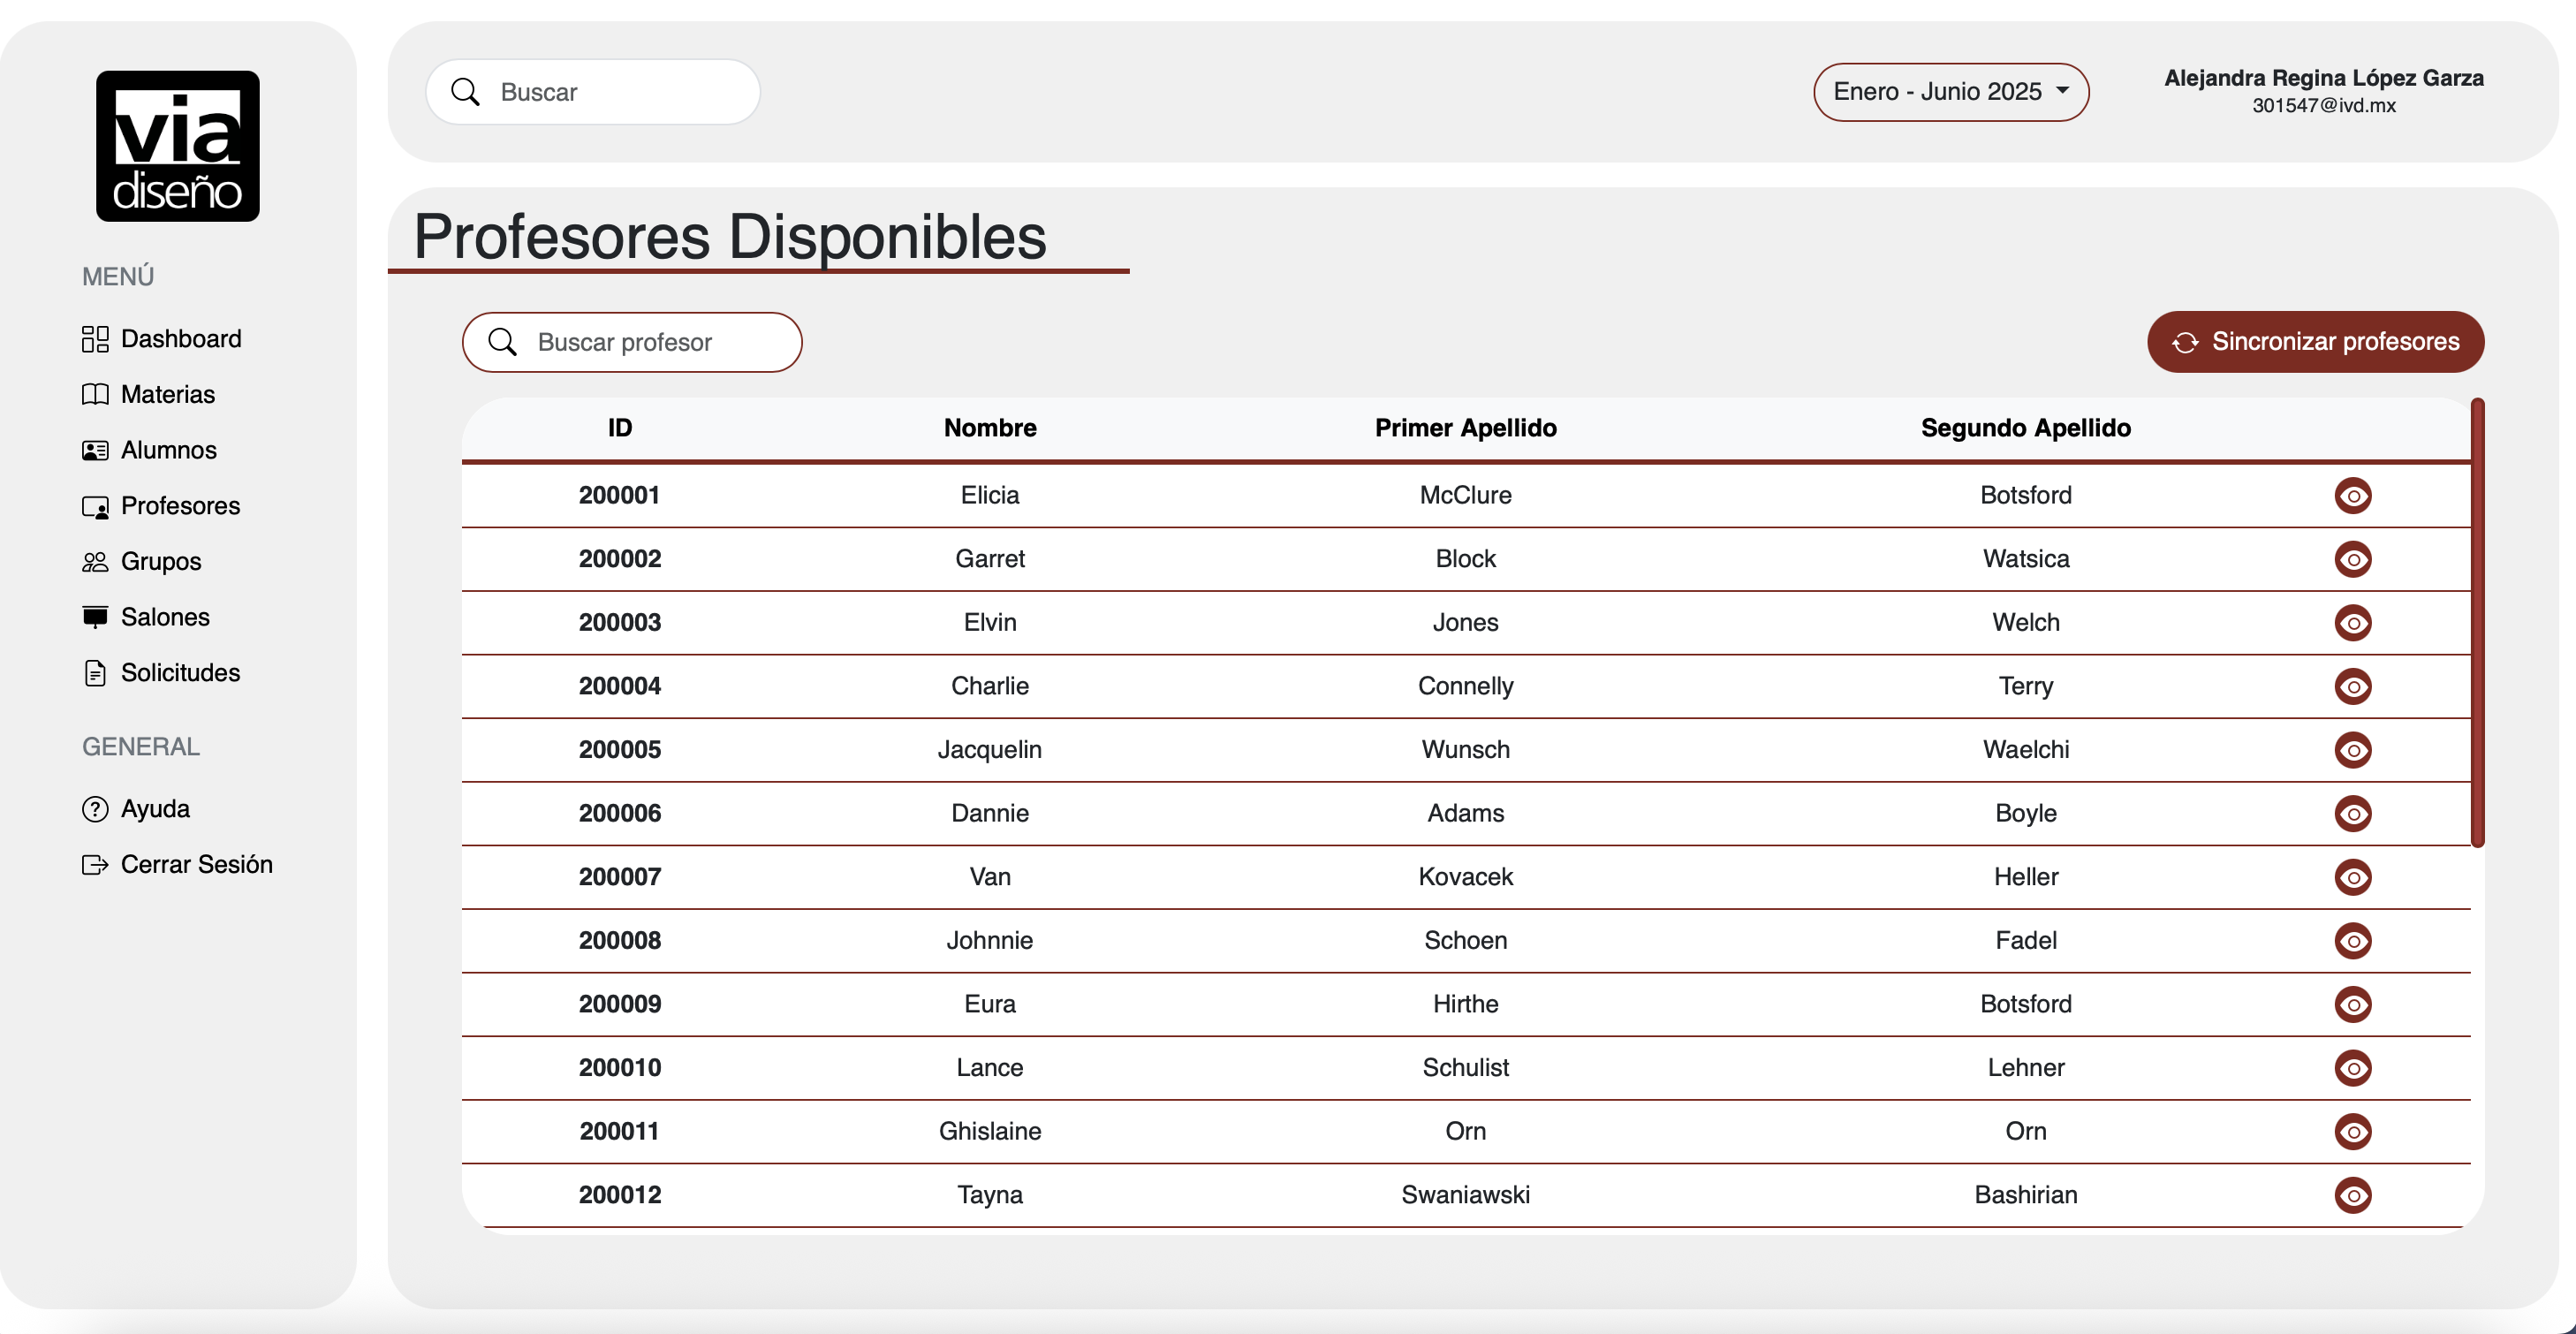 via
diseño
MENÚ
Dashboard
Materias
Alumnos
Profesores
Grupos
Salones
Solicitudes
GENERAL
Ayuda
Cerrar Sesión
Buscar
Enero - Junio 2025
Alejandra Regina López Garza
301547@ivd.mx
Profesores Disponibles
Buscar profesor
Sincronizar profesores
ID Nombre Primer Apellido Segundo Apellido
200001 Elicia McClure Botsford
200002 Garret Block Watsica
200003 Elvin Jones Welch
200004 Charlie Connelly Terry
200005 Jacquelin Wunsch Waelchi
200006 Dannie Adams Boyle
200007 Van Kovacek Heller
200008 Johnnie Schoen Fadel
200009 Eura Hirthe Botsford
200010 Lance Schulist Lehner
200011 Ghislaine Orn Orn
200012 Tayna Swaniawski Bashirian